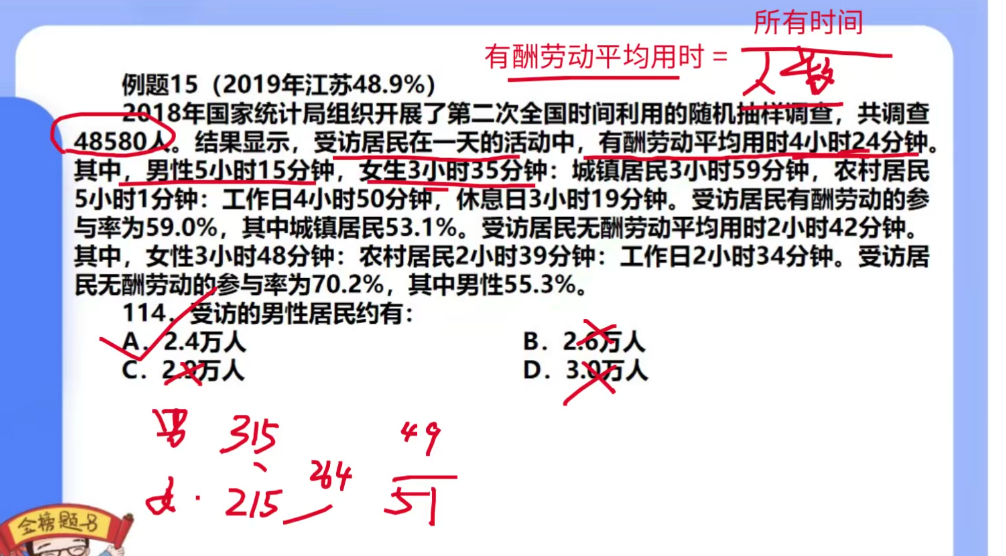 所有时间
有酬劳动平均用时 =
人数
例题15（2019年江苏48.9%）
2018年国家统计局组织开展了第二次全国时间利用的随机抽样调查，共调查
48580人。结果显示，受访居民在一天的活动中，有酬劳动平均用时4小时24分钟。
其中，男性5小时15分钟，女生3小时35分钟：城镇居民3小时59分钟，农村居民
5小时1分钟：工作日4小时50分钟，休息日3小时19分钟。受访居民有酬劳动的参
与率为59.0%，其中城镇居民53.1%。受访居民无酬劳动平均用时2小时42分钟。
其中，女性3小时48分钟：农村居民2小时39分钟：工作日2小时34分钟。受访居
民无酬劳动的参与率为70.2%，其中男性55.3%。
114．受访的男性居民约有：
A．2.4万人 B．2.6万人
C．2.9万人 D．3.0万人
男 315 49
264
女 215 51
金榜题